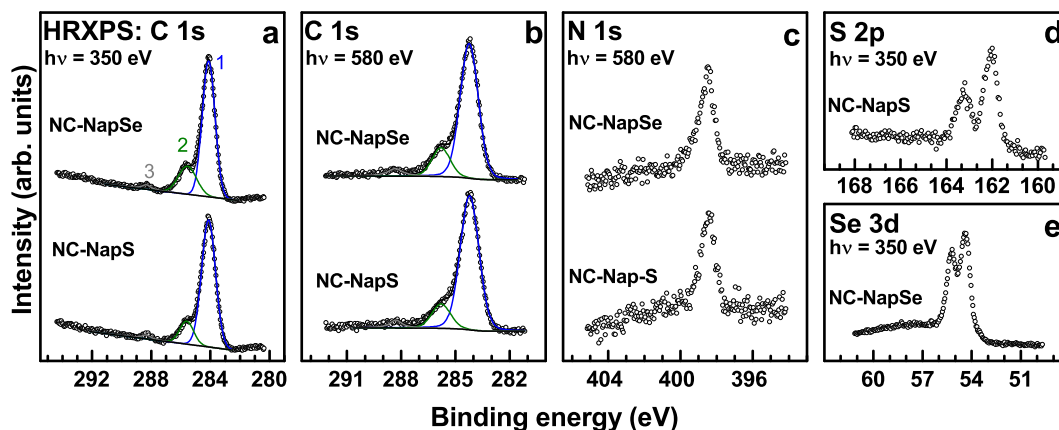 Intensity (arb. units)
HRXPS: C 1s
a
hν = 350 eV
1
NC-NapSe
2
3
NC-NapS
292 288 284 280
C 1s
b
hν = 580 eV
NC-NapSe
NC-NapS
291 288 285 282
N 1s
c
hν = 580 eV
NC-NapSe
NC-Nap-S
404 400 396
S 2p
d
hν = 350 eV
NC-NapS
168 166 164 162 160
Se 3d
e
hν = 350 eV
NC-NapSe
60 57 54 51
Binding energy (eV)